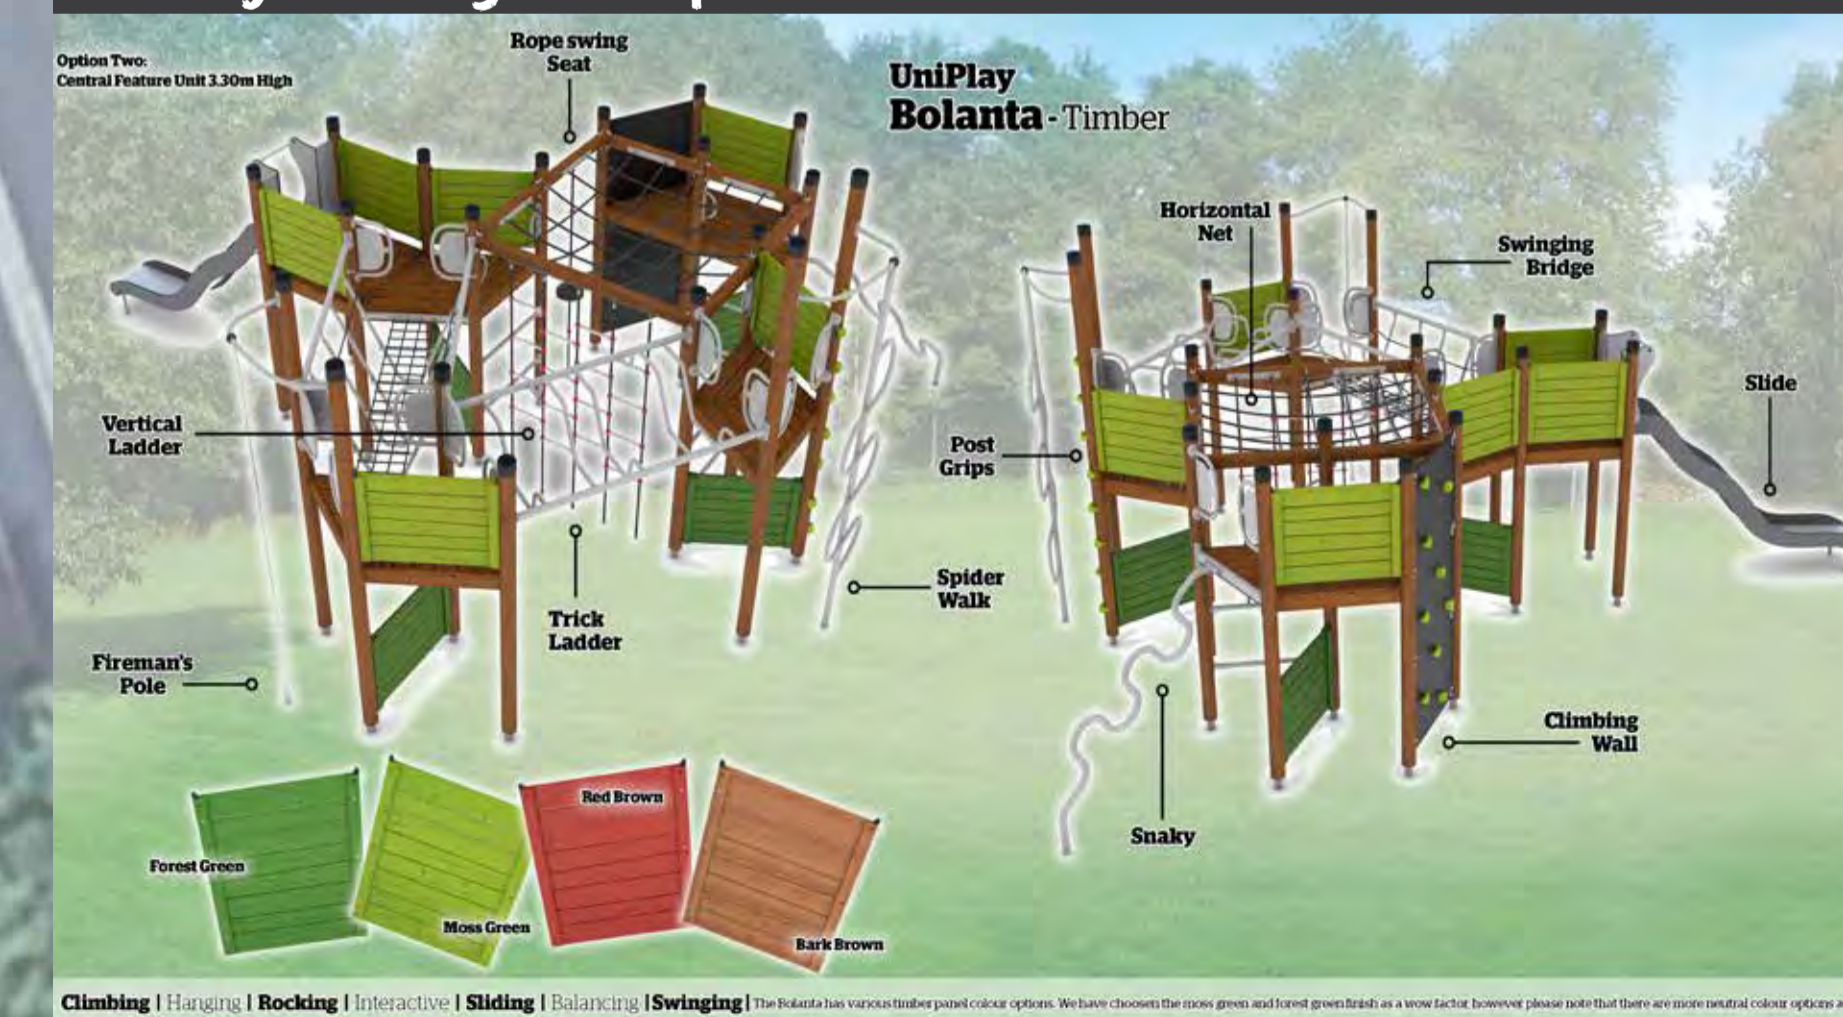 Option Two:
Central Feature Unit 3.30m High
Rope swing
Seat
UniPlay
Bolanta - Timber
Horizontal
Net
Swinging
Bridge
Slide
Vertical
Ladder
Post
Grips
Trick
Ladder
Spider
Walk
Fireman's
Pole
Climbing
Wall
Snaky
Red Brown
Forest Green
Moss Green
Bark Brown
Climbing | Hanging | Rocking | Interactive | Sliding | Balancing | Swinging | The Bolanta has various timber panel colour options. We have choosen the moss green and forest green finish as a wow factor however please note that there are more neutral colour options